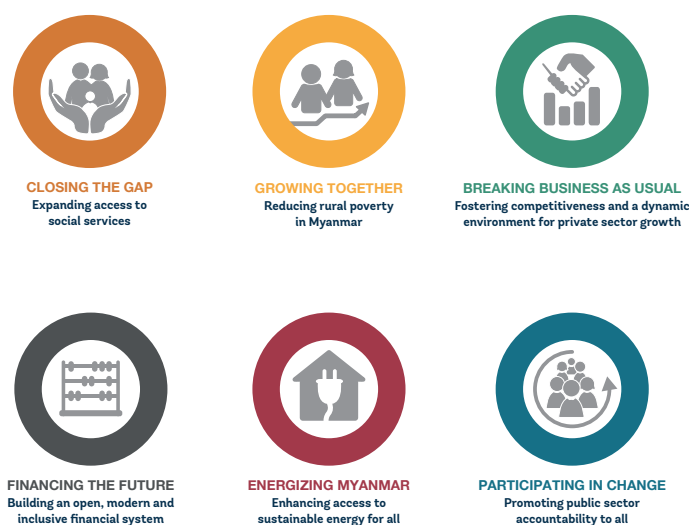 CLOSING THE GAP
Expanding access to
social services
GROWING TOGETHER
Reducing rural poverty
in Myanmar
BREAKING BUSINESS AS USUAL
Fostering competitiveness and a dynamic
environment for private sector growth
FINANCING THE FUTURE
Building an open, modern and
inclusive financial system
ENERGIZING MYANMAR
Enhancing access to
sustainable energy for all
PARTICIPATING IN CHANGE
Promoting public sector
accountability to all